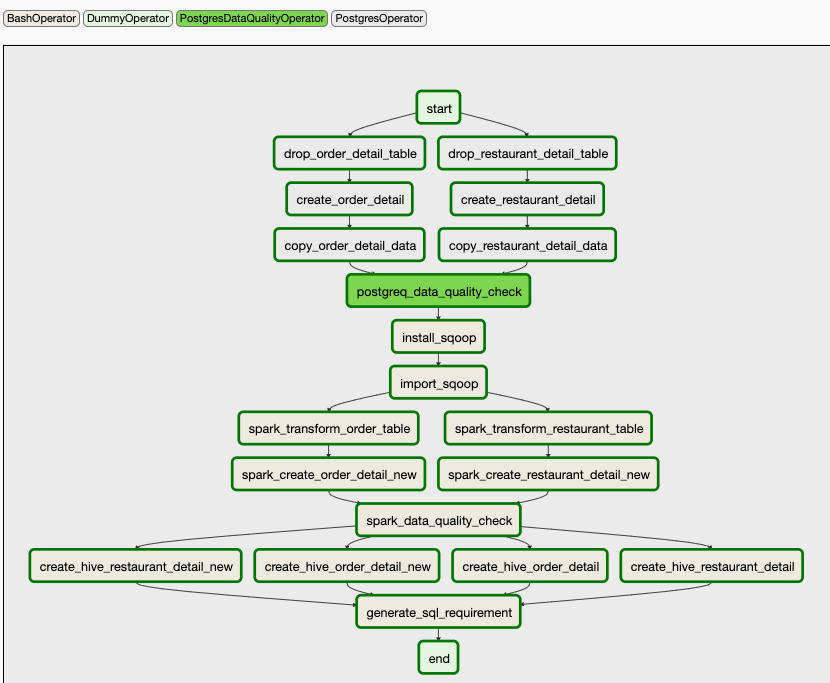 BashOperator DummyOperator PostgresDataQualityOperator PostgresOperator
start
drop_order_detail_table drop_restaurant_detail_table
create_order_detail create_restaurant_detail
copy_order_detail_data copy_restaurant_detail_data
postgreq_data_quality_check
install_sqoop
import_sqoop
spark_transform_order_table spark_transform_restaurant_table
spark_create_order_detail_new spark_create_restaurant_detail_new
spark_data_quality_check
create_hive_restaurant_detail_new create_hive_order_detail_new create_hive_order_detail create_hive_restaurant_detail
generate_sql_requirement
end